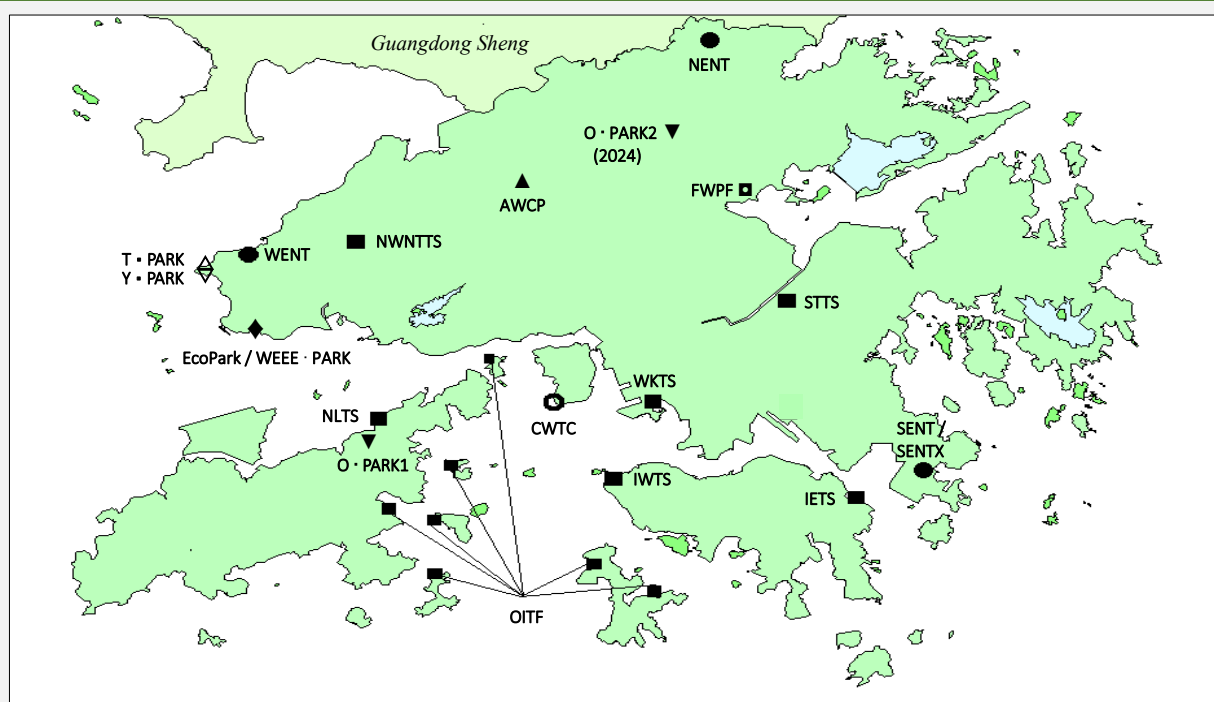 Guangdong Sheng
NENT
O · PARK2
(2024)
FWPF
AWCP
NWNTTS
WENT
T • PARK
Y • PARK
STTS
EcoPark / WEEE · PARK
WKTS
NLTS
CWTC
SENT /
SENTX
O · PARK1
IWTS
IETS
OITF